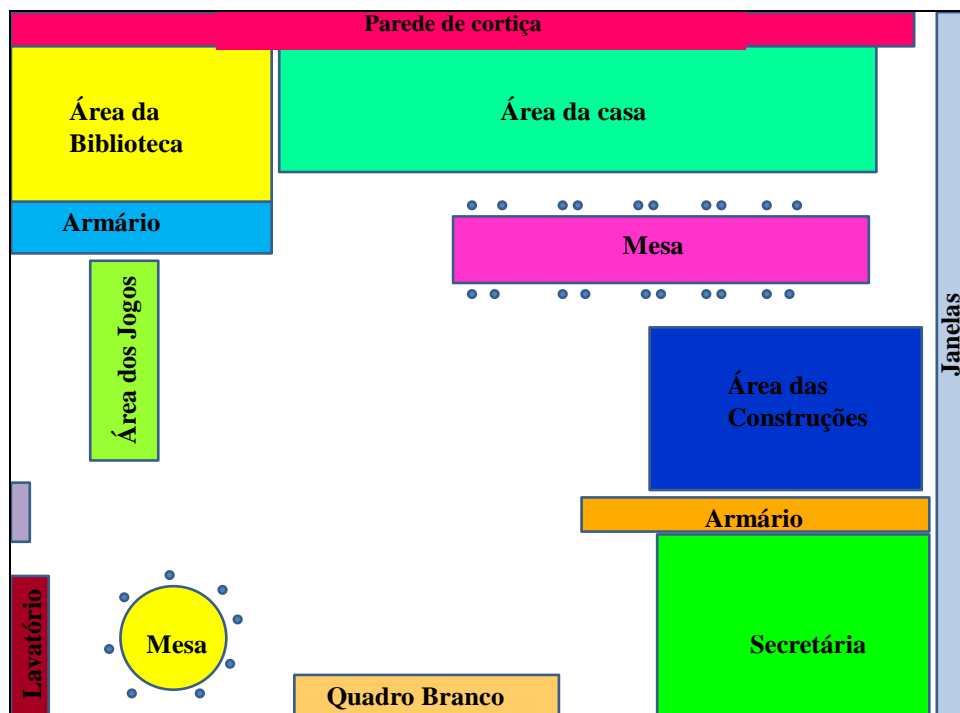 Parede de cortiça
Área da
Biblioteca
Área da casa
Armário
Mesa
Área dos Jogos
Janelas
Área das
Construções
Armário
Lavatório
Mesa
Secretária
Quadro Branco